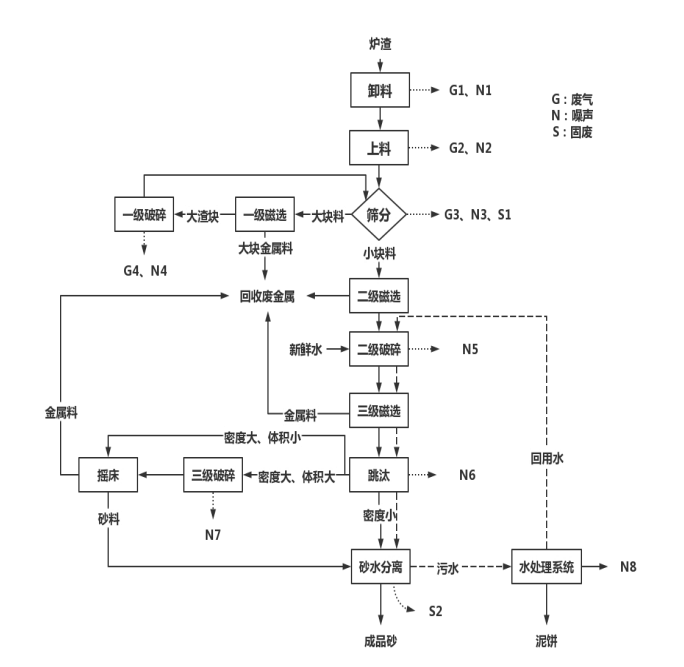 炉渣
卸料
G1、N1
G：废气
N：噪声
S：固废
上料
G2、N2
一级破碎
大渣块
一级磁选
大块料
筛分
G3、N3、S1
大块金属料
小块料
G4、N4
回收废金属
二级磁选
新鲜水
二级破碎
N5
金属料
金属料
三级磁选
密度大、体积小
回用水
摇床
三级破碎
密度大、体积大
跳汰
N6
砂料
密度小
N7
砂水分离
污水
水处理系统
N8
S2
成品砂
泥饼